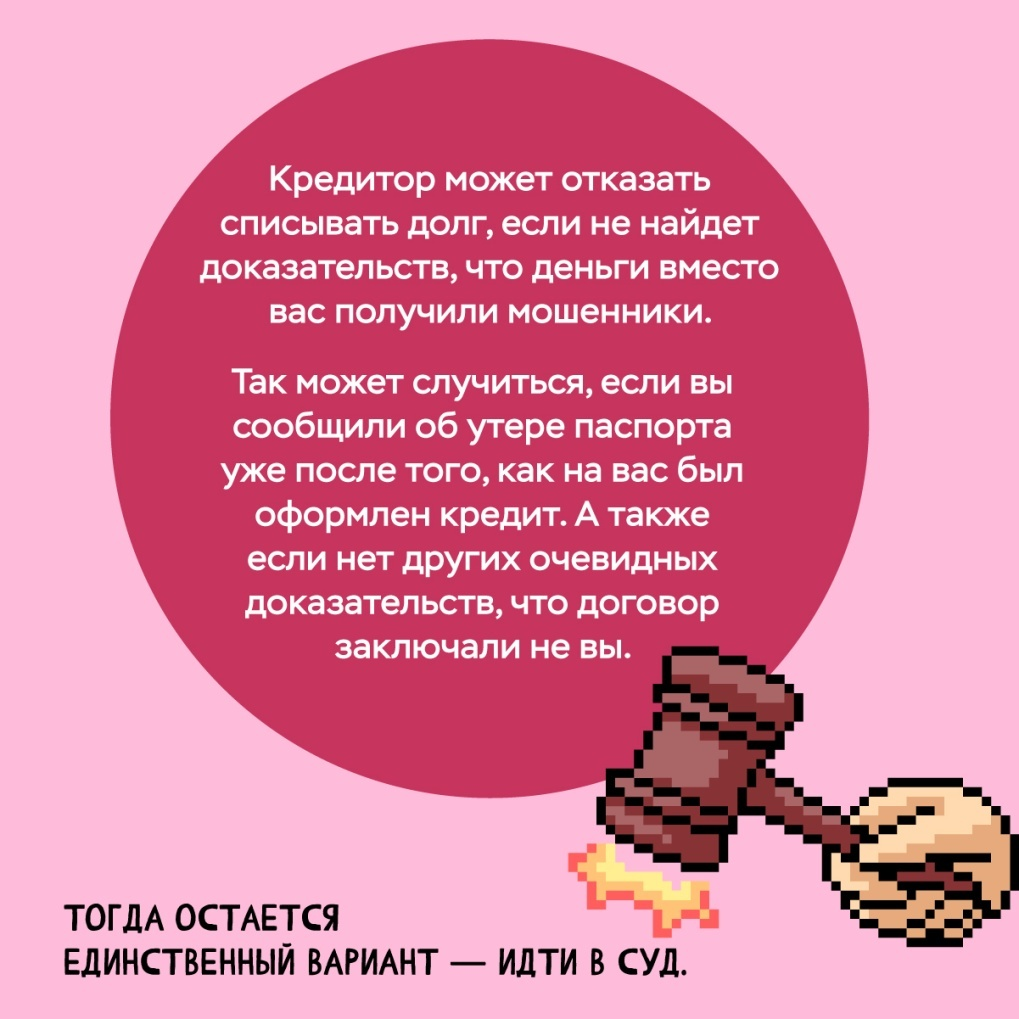 Кредитор может отказать
списывать долг, если не найдет
доказательств, что деньги вместо
вас получили мошенники.
Так может случиться, если вы
сообщили об утере паспорта
уже после того, как на вас был
оформлен кредит. А также
если нет других очевидных
доказательств, что договор
заключали не вы.
ТОГДА ОСТАЕТСЯ
ЕДИНСТВЕННЫЙ ВАРИАНТ — ИДТИ В СУД.